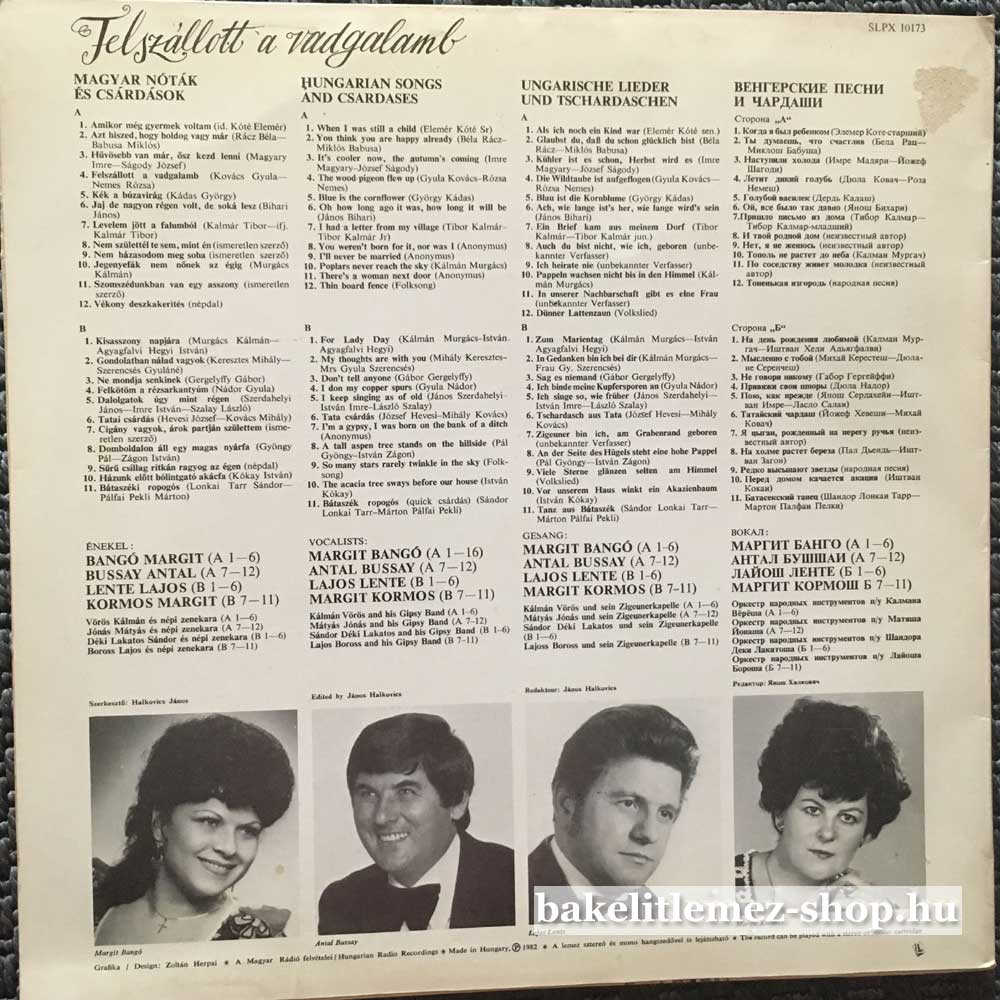 Felszállott a vadgalamb
SLPX 10173
MAGYAR NÓTÁK
ÉS CSÁRDÁSOK
A
1. Amikor még gyermek voltam (id. Kóté Elemér)
2. Azt hiszed, hogy boldog vagy már (Rácz Béla—
Babusa Miklós)
3. Hűvösebb van már, ősz kezd lenni (Magyary
Imre—Ságody József)
4. Felszállott a vadgalamb (Kovács Gyula—
Nemes Rózsa)
5. Kék a búzavirág (Kádas György)
6. Jaj de nagyon régen volt, de soká lesz (Bihari
János)
7. Levelem jött a falumból (Kalmár Tibor—ifj.
Kalmár Tibor)
8. Nem születtél te sem, mint én (ismeretlen szerző)
9. Nem házasodom meg soha (ismeretlen szerző)
10. Jegenyefák nem nőnek az égig (Murgács
Kálmán)
11. Szomszédunkban van egy asszony (ismeretlen
szerző)
12. Vékony deszkakerítés (népdal)
B
1. Kisasszony napjára (Murgács Kálmán—
Agyagfalvi Hegyi István)
2. Gondolatban nálad vagyok (Keresztes Mihály—
Szerencsés Gyuláné)
3. Ne mondja senkinek (Gergelyffy Gábor)
4. Felkötöm a rézsarkantyúm (Nádor Gyula)
5. Dalolgatok úgy mint régen (Szerdahelyi
János—Imre István—Szalay László)
6. Tatai csárdás (Hevesi József—Kovács Mihály)
7. Cigány vagyok, árok partján születtem (isme-
retlen szerző)
8. Domboldalon áll egy magas nyárfa (Gyöngy
Pál—Zágon István)
9. Sűrű csillag ritkán ragyog az égen (népdal)
10. Házunk előtt bólintgató akácfa (Kókay István)
11. Bátaszéki ropogós (Lonkai Tarr Sándor—
Pálfai Pekli Márton)
ÉNEKEL:
BANGÓ MARGIT (A 1—6)
BUSSAY ANTAL (A 7—12)
LENTE LAJOS (B 1—6)
KORMOS MARGIT (B 7—11)
Vörös Kálmán és népi zenekara (A 1—6)
Jónás Mátyás és népi zenekara (A 7—12)
Déki Lakatos Sándor és népi zenekara (B 1—6)
Boross Lajos és népi zenekara (B 7—11)
Szerkesztő: Halkovics János
HUNGARIAN SONGS
AND CSARDASES
A
1. When I was still a child (Elemér Kóté Sr)
2. You think you are happy already (Béla Rácz–
Miklós Babusa)
3. It's cooler now, the autumn's coming (Imre
Magyary–József Ságody)
4. The wood-pigeon flew up (Gyula Kovács–Rózsa
Nemes)
5. Blue is the cornflower (György Kádas)
6. Oh how long ago it was, how long it will be
(János Bihari)
7. I had a letter from my village (Tibor Kalmár–
Tibor Kalmár Jr)
8. You weren't born for it, nor was I (Anonymus)
9. I'll never be married (Anonymus)
10. Poplars never reach the sky (Kálmán Murgács)
11. There's a woman next door (Anonymus)
12. Thin board fence (Folksong)
B
1. For Lady Day (Kálmán Murgács–István
Agyagfalvi Hegyi)
2. My thoughts are with you (Mihály Keresztes–
Mrs Gyula Szerencsés)
3. Don't tell anyone (Gábor Gergelyffy)
4. I don my copper spurs (Gyula Nádor)
5. I keep singing as of old (János Szerdahelyi–
István Imre–László Szalay)
6. Tata csárdás (József Hevesi–Mihály Kovács)
7. I'm a gypsy, I was born on the bank of a ditch
(Anonymus)
8. A tall aspen tree stands on the hillside (Pál
Gyöngy–István Zágon)
9. So many stars rarely twinkle in the sky (Folk-
song)
10. The acacia tree sways before our house (István
Kókay)
11. Bátaszék ropogós (quick csárdás) (Sándor
Lonkai Tarr–Márton Pálfai Pekli)
VOCALISTS:
MARGIT BANGÓ (A 1—16)
ANTAL BUSSAY (A 7—12)
LAJOS LENTE (B 1—6)
MARGIT KORMOS (B 7—11)
Kálmán Vörös and his Gipsy Band (A 1—6)
Mátyás Jónás and his Gipsy Band (A 7—12)
Sándor Déki Lakatos and his Gipsy Band (B 1—6)
Lajos Boross and his Gipsy Band (B 7—11)
Edited by János Halkovics
UNGARISCHE LIEDER
UND TSCHARDASCHEN
A
1. Als ich noch ein Kind war (Elemér Kóté sen.)
2. Glaubst du, daß du schon glücklich bist (Béla
Rácz—Miklós Babusa)
3. Kühler ist es schon, Herbst wird es (Imre
Magyary—József Ságody)
4. Die Wildtaube ist aufgeflogen (Gyula Kovács—
Rózsa Nemes)
5. Blau ist die Kornblume (György Kádas)
6. Ach, wie lange ist's her, wie lange wird's sein
(János Bihari)
7. Ein Brief kam aus meinem Dorf (Tibor
Kalmár—Tibor Kalmár jun.)
8. Auch du bist nicht, wie ich, geboren (unbe-
kannter Verfasser)
9. Ich heirate nie (unbekannter Verfasser)
10. Pappeln wachsen nicht bis in den Himmel (Kál-
mán Murgács)
11. In unserer Nachbarschaft gibt es eine Frau
(unbekannter Verfasser)
12. Dünner Lattenzaun (Volkslied)
B
1. Zum Marientag (Kálmán Murgács—István
Agyagfalvi Hegyi)
2. In Gedanken bin ich bei dir (Kálmán Murgács—
Frau Gy. Szerencsés)
3. Sag es niemand (Gábor Gergelyffy)
4. Ich binde meine Kupfersporen an (Gyula Nádor)
5. Ich singe so, wie früher (János Szerdahelyi—
István Imre—László Szalay)
6. Tschardasch aus Tata (József Hevesi—Mihály
Kovács)
7. Zigeuner bin ich, am Grabenrand geboren
(unbekannter Verfasser)
8. An der Seite des Hügels steht eine hohe Pappel
(Pál Gyöngy—István Zágon)
9. Viele Sterne glänzen selten am Himmel
(Volkslied)
10. Vor unserem Haus winkt ein Akazienbaum
(István Kókay)
11. Tanz aus Bátaszék (Sándor Lonkai Tarr—
Márton Pálfai Pekli)
GESANG:
MARGIT BANGÓ (A 1–6)
ANTAL BUSSAY (A 7–12)
LAJOS LENTE (B 1–6)
MARGIT KORMOS (B 7–11)
Kálmán Vörös und sein Zigeunerkapelle (A 1—6)
Mátyás Jónás und sein Zigeunerkapelle (A 7—12)
Sándor Déki Lakatos und sein Zigeunerkapelle
(B 1—6)
Lajoss Boross und sein Zigeunerkapelle (B 7—11)
Redakteur: János Halkovics
ВЕНГЕРСКИЕ ПЕСНИ
И ЧАРДАШИ
Сторона „А"
1. Когда я был ребенком (Элемер Коте-старший)
2. Ты думаешь, что счастлив (Бела Рац—
Миклош Бабуша)
3. Наступили холода (Имре Мадяри—Йожеф
Шагоди)
4. Летит дикий голубь (Дюла Ковач—Роза
Немеш)
5. Голубой василек (Дердь Кадаш)
6. Ой, все было так давно (Янош Бихари)
7. Пришло письмо из дома (Тибор Калмар—
Тибор Калмар-младший)
8. И твой родной дом (неизвестный автор)
9. Нет, я не женюсь (неизвестный автор)
10. Тополь не растет до неба (Калман Мургач)
11. По соседству живет молодка (неизвестный
автор)
12. Тоненькая изгородь (народная песня)
Сторона „Б"
1. На день рождения любимой (Калман Мур-
гач—Иштван Хеди Адьягфалви)
2. Мысленно с тобой (Михай Керестеш—Дюла-
не Серенчеш)
3. Не говори никому (Габор Гергейффи)
4. Привяжи свои шпоры (Дюла Надор)
5. Пою, как прежде (Янош Сердахейи—Ишт-
ван Имре—Ласло Салаи)
6. Татайский чардаш (Йожеф Хевеши—Михай
Ковач)
7. Я цыган, рожденный на перегу ручья (неиз-
вестный автор)
8. На холме растет береза (Пал Дьендь—Ишт-
ван Загон)
9. Редко высыпают звезды (народная песня)
10. Перед домом качается акация (Иштван
Кокаи)
11. Батасекский танец (Шандор Лонкаи Тарр—
Мартон Палфаи Пелки)
ВОКАЛ:
МАРГИТ БАНГО (А 1—6)
АНТАЛ БУШШАИ (А 7—12)
ЛАЙОШ ЛЕНТЕ (Б 1—6)
МАРГИТ КОРМОШ Б 7—11)
Оркестр народных инструментов п/у Калмана
Вёрёша (А 1—6)
Оркестр народных инструментов п/у Матяша
Йонаша (А 7—12)
Оркестр народных инструментов п/у Шандора
Деки Лакатоша (Б 1—6)
Оркестр народных инструментов п/у Лайоша
Бороша (Б 7—11)
Редактор: Янош Халкович
Margit Bangó
Antal Bussay
Lajos Lente
bakelitlemez-shop.hu
Grafika / Design: Zoltán Herpai ★ A Magyar Rádió felvételei/Hungarian Radio Recordings ★ Made in Hungary, Ⓟ 1982 ★ A lemez sztereó és mono hangszedővel is lejátszható ★ The record can be played with a